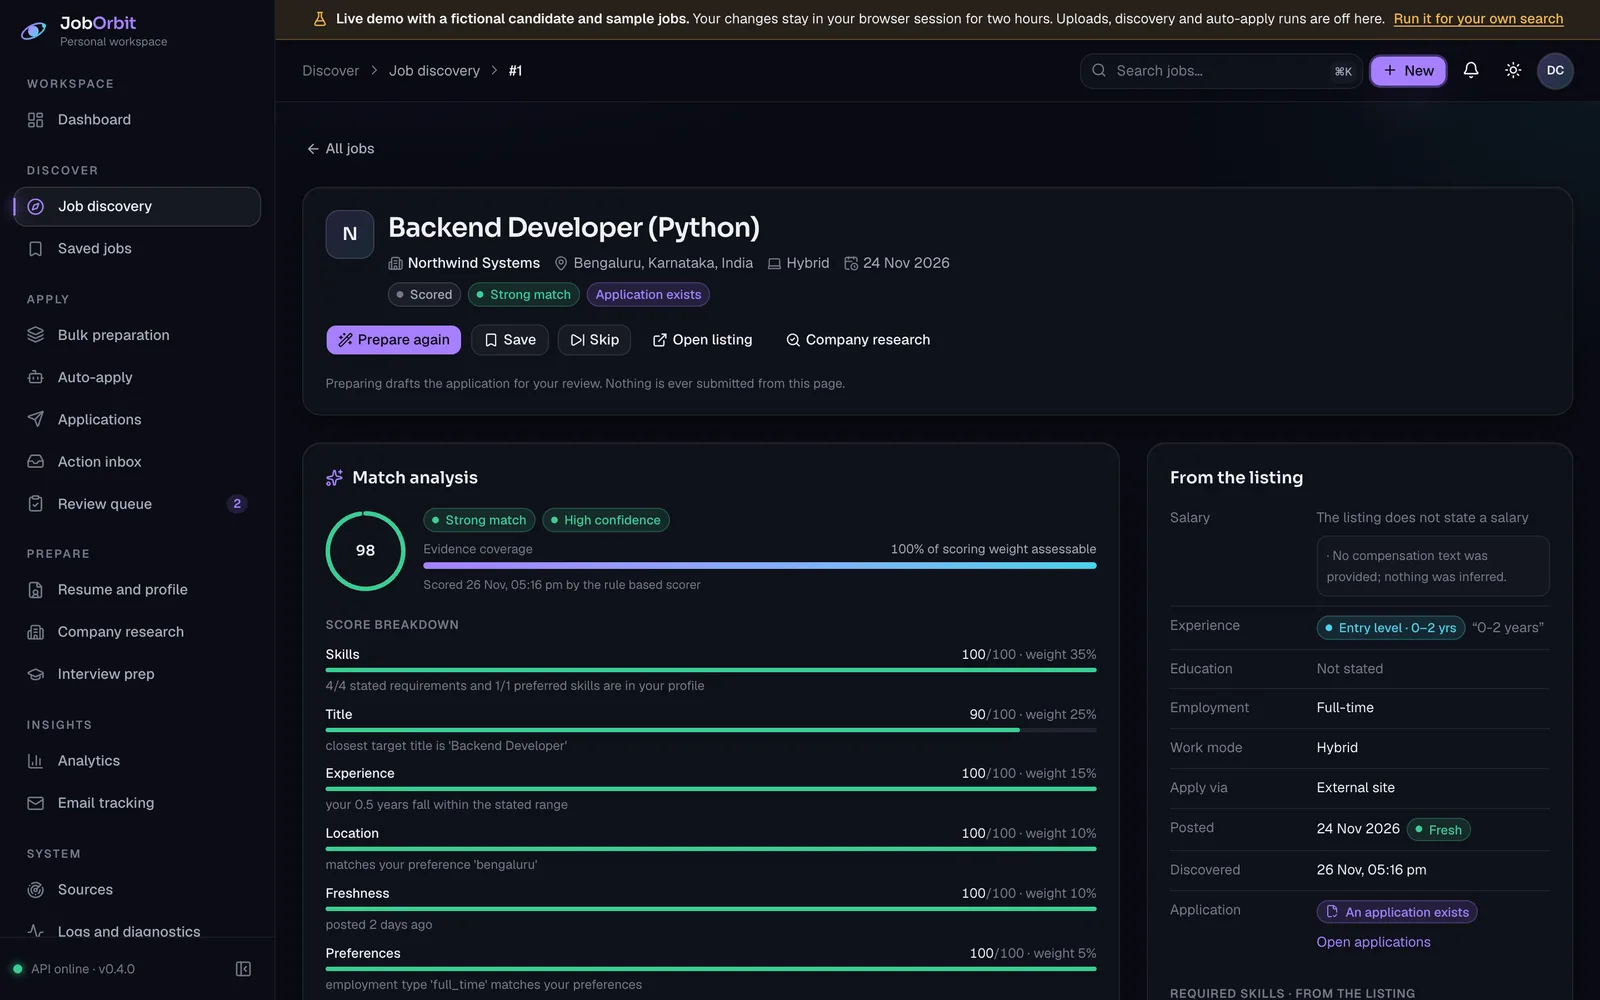 JobOrbit
Personal workspace
WORKSPACE
Dashboard
DISCOVER
Job discovery
Saved jobs
APPLY
Bulk preparation
Auto-apply
Applications
Action inbox
Review queue 2
PREPARE
Resume and profile
Company research
Interview prep
INSIGHTS
Analytics
Email tracking
SYSTEM
Sources
Logs and diagnostics
API online · v0.4.0
Live demo with a fictional candidate and sample jobs. Your changes stay in your browser session for two hours. Uploads, discovery and auto-apply runs are off here. Run it for your own search
Discover > Job discovery > #1
Search jobs... ⌘K
+ New
DC
← All jobs
N
Backend Developer (Python)
Northwind Systems Bengaluru, Karnataka, India Hybrid 24 Nov 2026
Scored Strong match Application exists
Prepare again Save Skip Open listing Company research
Preparing drafts the application for your review. Nothing is ever submitted from this page.
Match analysis
98
Strong match High confidence
Evidence coverage 100% of scoring weight assessable
Scored 26 Nov, 05:16 pm by the rule based scorer
SCORE BREAKDOWN
Skills 100/100 · weight 35%
4/4 stated requirements and 1/1 preferred skills are in your profile
Title 90/100 · weight 25%
closest target title is 'Backend Developer'
Experience 100/100 · weight 15%
your 0.5 years fall within the stated range
Location 100/100 · weight 10%
matches your preference 'bengaluru'
Freshness 100/100 · weight 10%
posted 2 days ago
Preferences 100/100 · weight 5%
employment type 'full_time' matches your preferences
From the listing
Salary The listing does not state a salary
· No compensation text was
provided; nothing was inferred.
Experience Entry level · 0–2 yrs “0-2 years”
Education Not stated
Employment Full-time
Work mode Hybrid
Apply via External site
Posted 24 Nov 2026 Fresh
Discovered 26 Nov, 05:16 pm
Application An application exists
Open applications
REQUIRED SKILLS · FROM THE LISTING